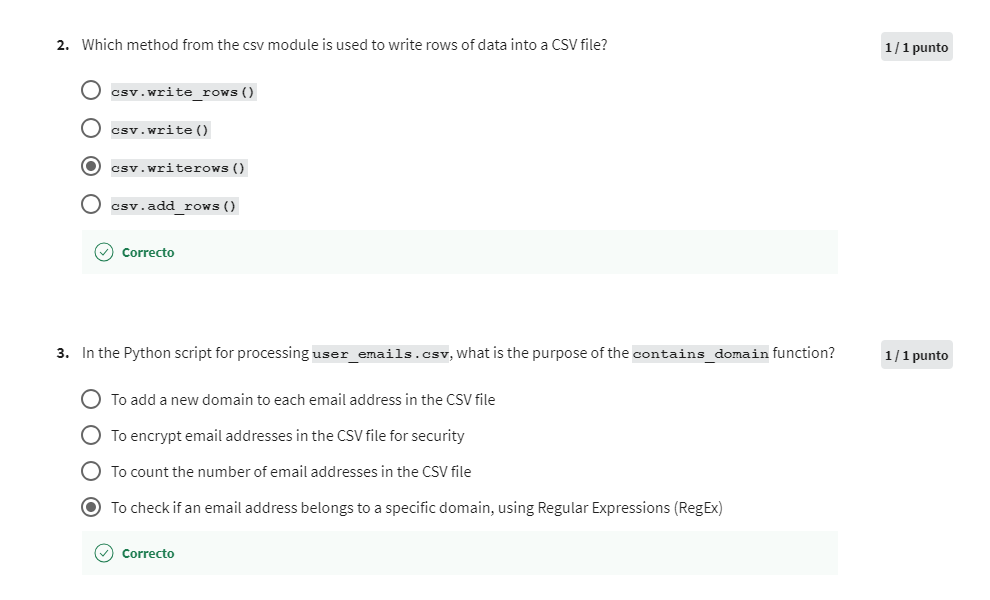 2. Which method from the csv module is used to write rows of data into a CSV file?
1 / 1 punto
csv.write_rows()
csv.write()
csv.writerows()
csv.add_rows()
Correcto
3. In the Python script for processing user_emails.csv, what is the purpose of the contains_domain function?
1 / 1 punto
To add a new domain to each email address in the CSV file
To encrypt email addresses in the CSV file for security
To count the number of email addresses in the CSV file
To check if an email address belongs to a specific domain, using Regular Expressions (RegEx)
Correcto